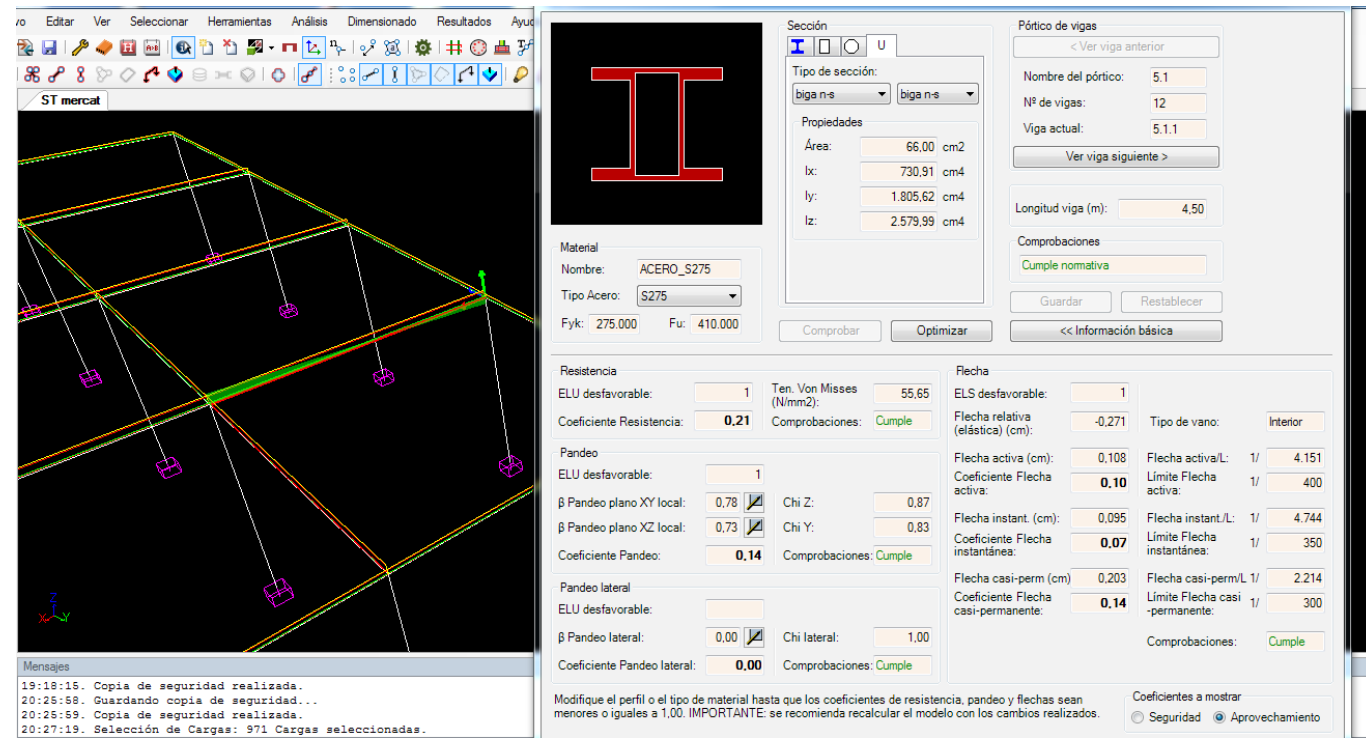 Editar Ver Seleccionar Herramientas Análisis Dimensionado Resultados
ST mercat
Z
X Y
Mensajes
19:18:15. Copia de seguridad realizada.
20:25:58. Guardando copia de seguridad...
20:25:59. Copia de seguridad realizada.
20:27:19. Selección de Cargas: 971 Cargas seleccionadas.
Material
Nombre: ACERO_S275
Tipo Acero: S275
Fyk: 275.000 Fu: 410.000
Sección
U
Tipo de sección:
biga n-s biga n-s
Propiedades
Área: 66,00 cm2
Ix: 730,91 cm4
Iy: 1.805,62 cm4
Iz: 2.579,99 cm4
Comprobar Optimizar
Pórtico de vigas
< Ver viga anterior
Nombre del pórtico: 5.1
Nº de vigas: 12
Viga actual: 5.1.1
Ver viga siguiente >
Longitud viga (m): 4,50
Comprobaciones
Cumple normativa
Guardar Restablecer
<< Información básica
Resistencia
ELU desfavorable: 1 Ten. Von Misses (N/mm2): 55,65
Coeficiente Resistencia: 0,21 Comprobaciones: Cumple
Pandeo
ELU desfavorable: 1
β Pandeo plano XY local: 0,78 Chi Z: 0,87
β Pandeo plano XZ local: 0,73 Chi Y: 0,83
Coeficiente Pandeo: 0,14 Comprobaciones: Cumple
Pandeo lateral
ELU desfavorable:
β Pandeo lateral: 0,00 Chi lateral: 1,00
Coeficiente Pandeo lateral: 0,00 Comprobaciones: Cumple
Flecha
ELS desfavorable: 1
Flecha relativa (elástica) (cm): -0,271 Tipo de vano: Interior
Flecha activa (cm): 0,108 Flecha activa/L: 1/ 4.151
Coeficiente Flecha activa: 0,10 Límite Flecha activa: 1/ 400
Flecha instant. (cm): 0,095 Flecha instant./L: 1/ 4.744
Coeficiente Flecha instantánea: 0,07 Límite Flecha instantánea: 1/ 350
Flecha casi-perm (cm) 0,203 Flecha casi-perm/L 1/ 2.214
Coeficiente Flecha casi-permanente: 0,14 Límite Flecha casi -permanente: 1/ 300
Comprobaciones: Cumple
Modifique el perfil o el tipo de material hasta que los coeficientes de resistencia, pandeo y flechas sean
menores o iguales a 1,00. IMPORTANTE: se recomienda recalcular el modelo con los cambios realizados.
Coeficientes a mostrar
Seguridad Aprovechamiento